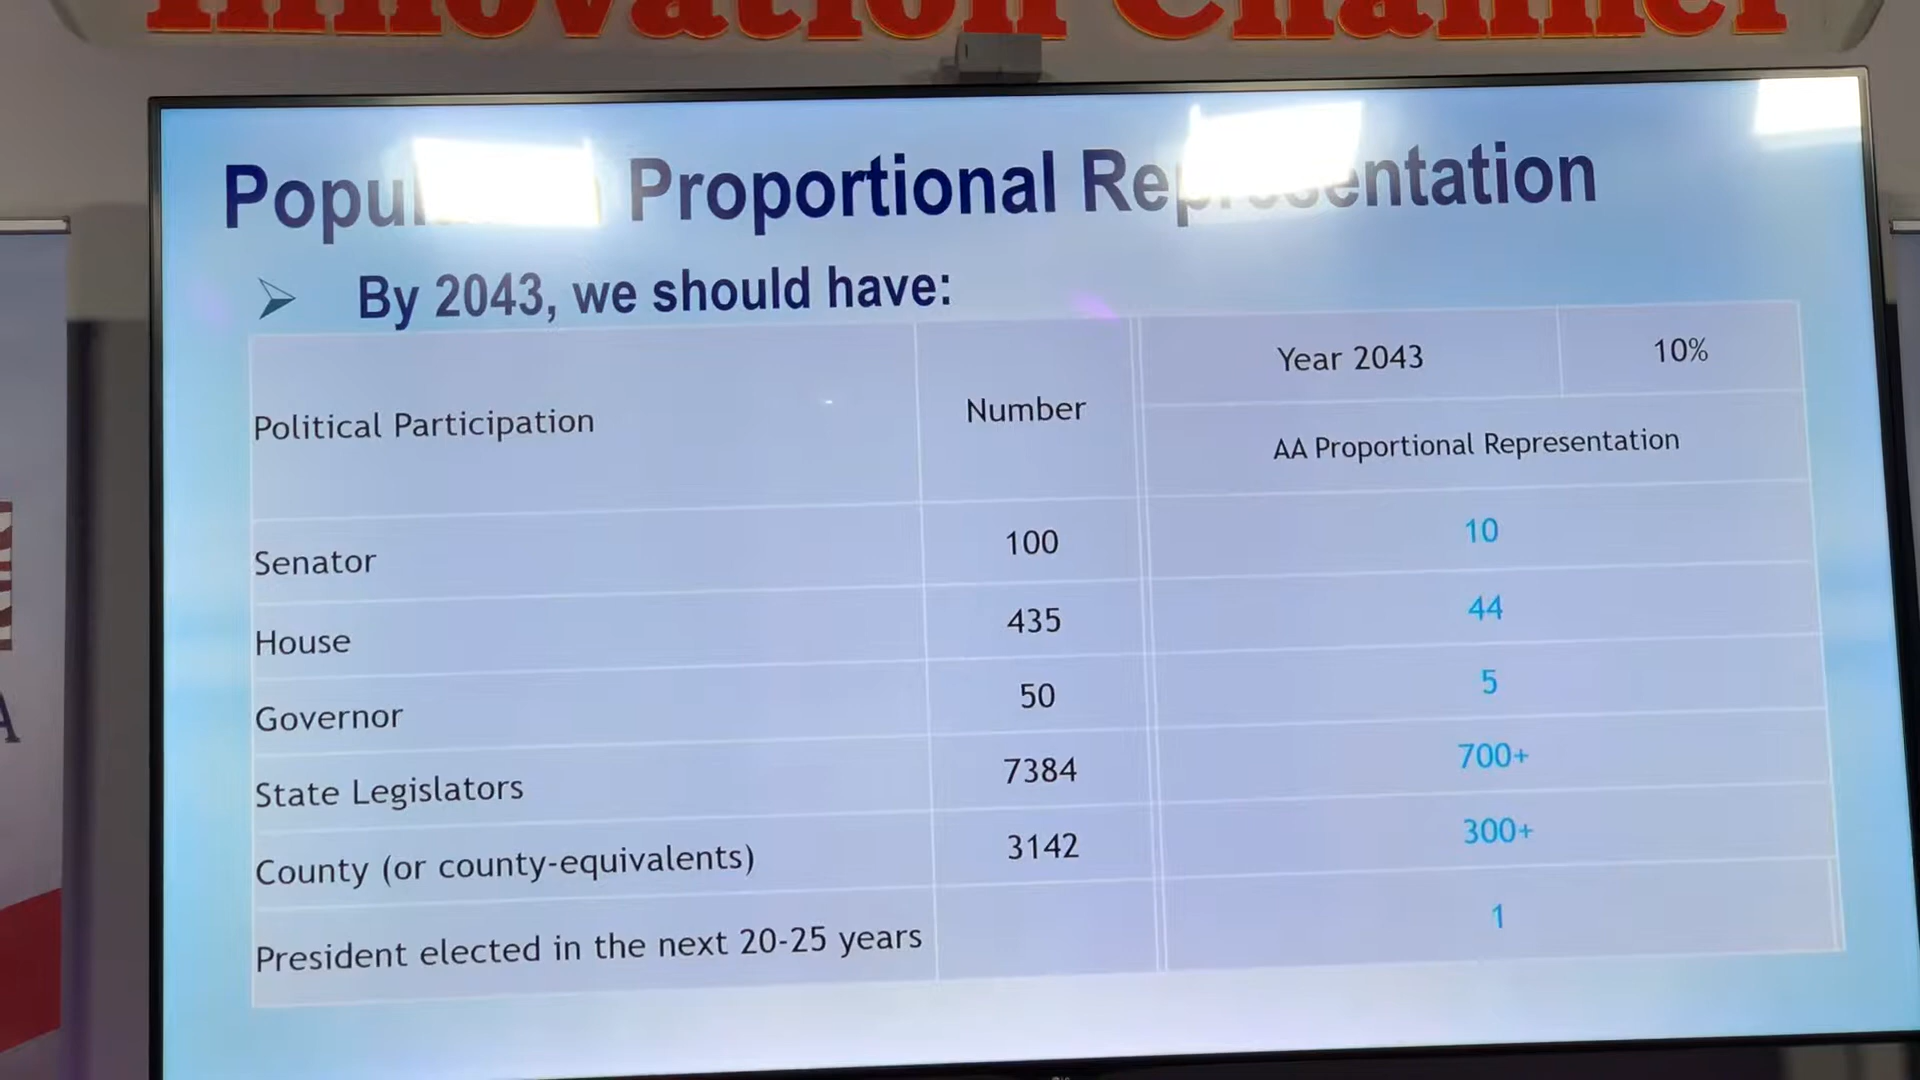 Innovation Channel
Proportional
By 2043, we should have:
Political Participation Number Year 2043 10%
AA Proportional Representation
Senator 100 10
House 435 44
Governor 50 5
State Legislators 7384 700+
County (or county-equivalents) 3142 300+
President elected in the next 20-25 years 1
A